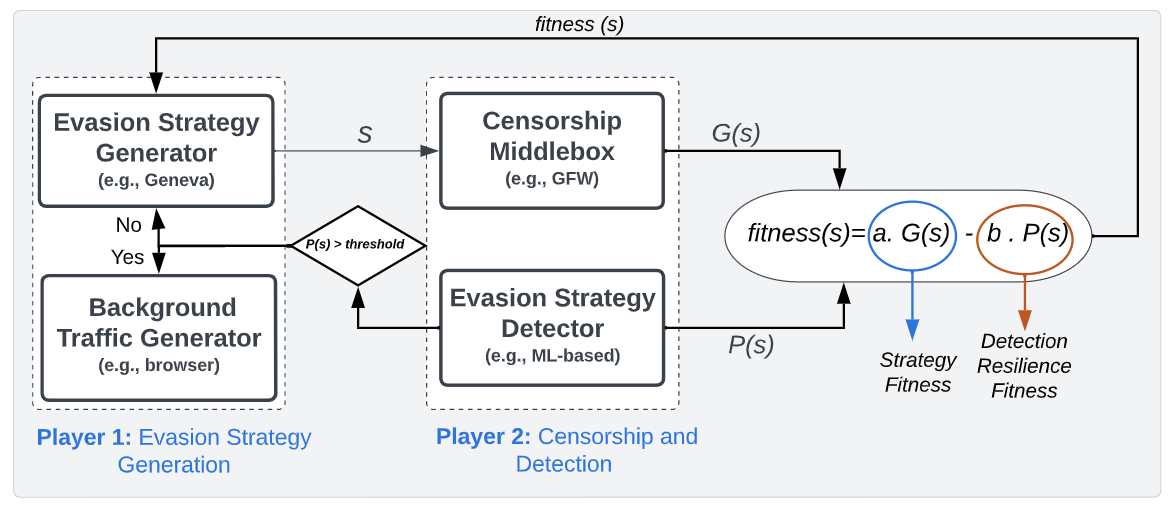 fitness (s)
Evasion Strategy
Generator
(e.g., Geneva)
s
Censorship
Middlebox
(e.g., GFW)
G(s)
No
Yes
P(s) > threshold
fitness(s)= a. G(s) - b . P(s)
Background
Traffic Generator
(e.g., browser)
Evasion Strategy
Detector
(e.g., ML-based)
P(s)
Strategy
Fitness
Detection
Resilience
Fitness
Player 1: Evasion Strategy
Generation
Player 2: Censorship and
Detection